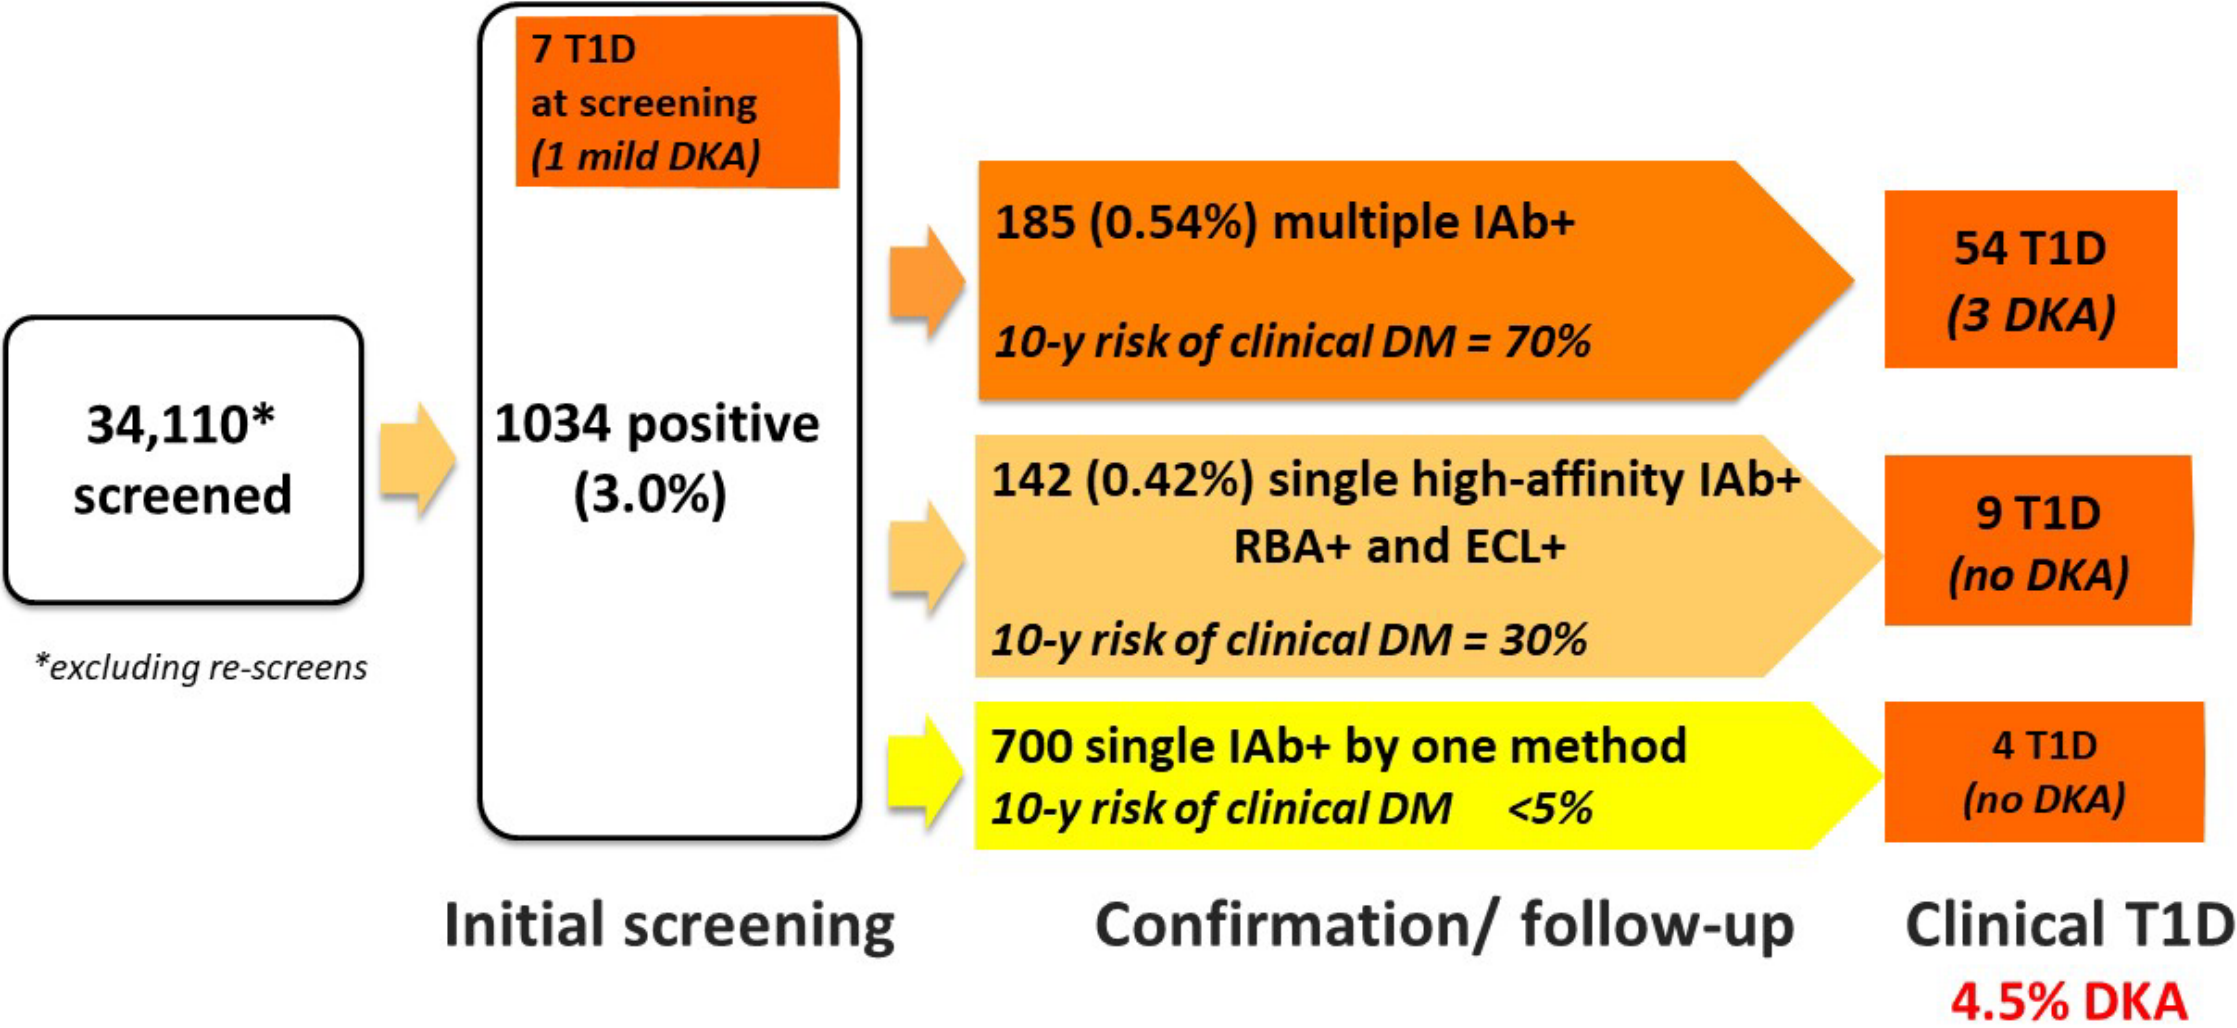 7 T1D
at screening
(1 mild DKA)
34,110*
screened
*excluding re-screens
1034 positive
(3.0%)
185 (0.54%) multiple IAb+
10-y risk of clinical DM = 70%
54 T1D
(3 DKA)
142 (0.42%) single high-affinity IAb+
RBA+ and ECL+
10-y risk of clinical DM = 30%
9 T1D
(no DKA)
700 single IAb+ by one method
10-y risk of clinical DM <5%
4 T1D
(no DKA)
Initial screening
Confirmation/ follow-up
Clinical T1D
4.5% DKA